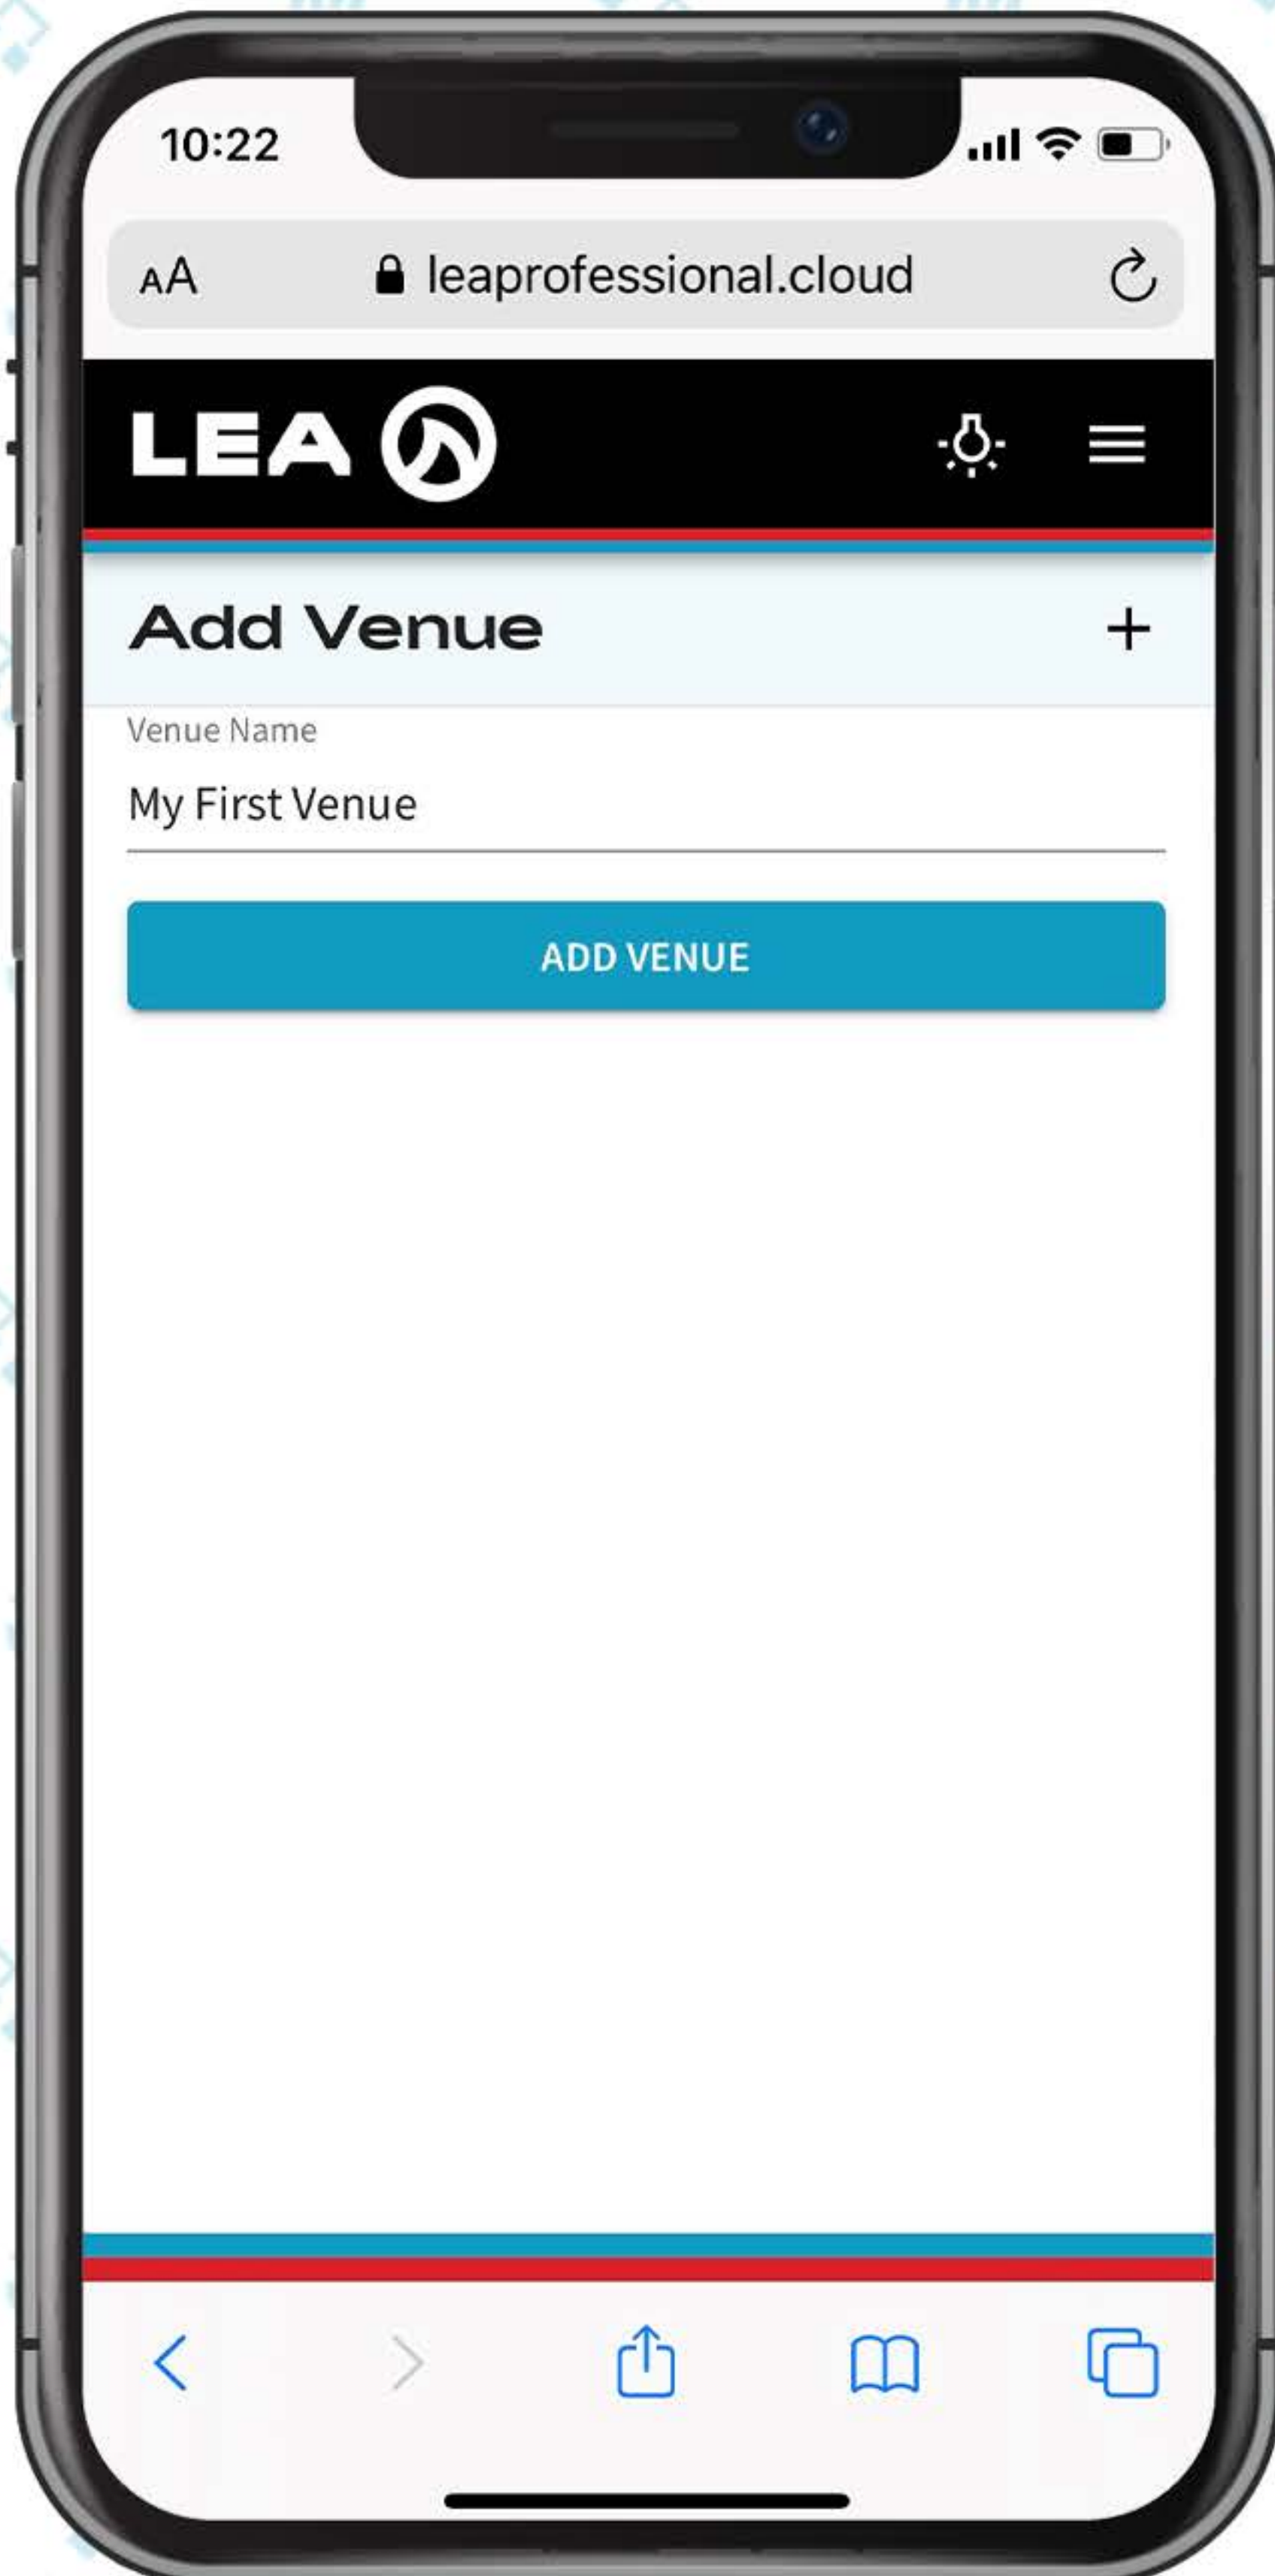 10:22
AA leaprofessional.cloud
LEA
Add Venue +
Venue Name
My First Venue
ADD VENUE